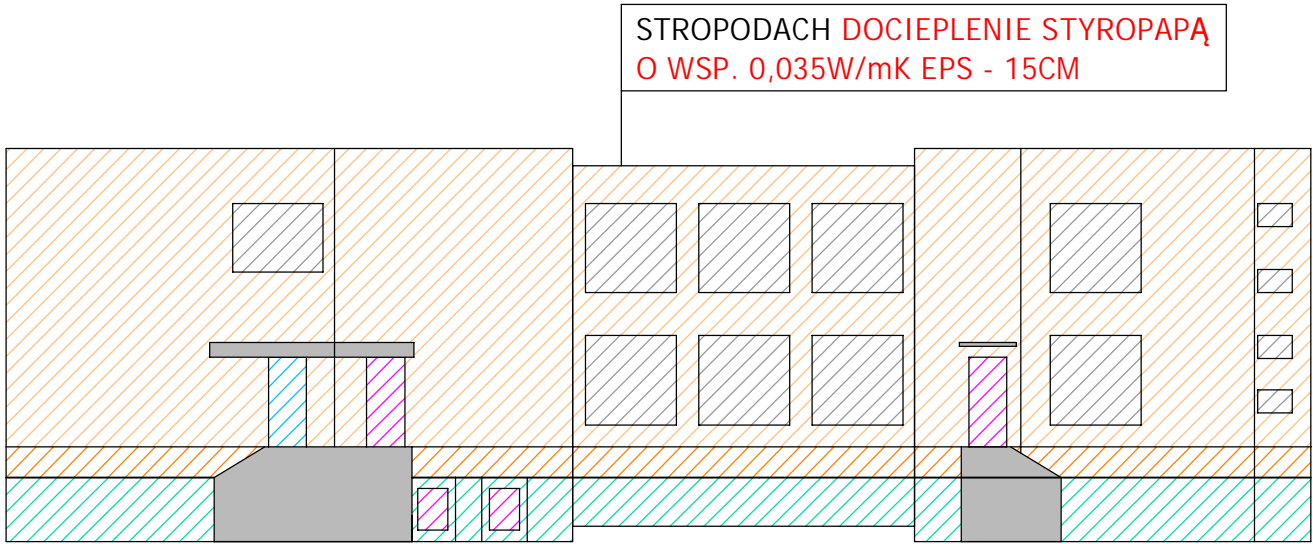 STROPODACH DOCIEPLENIE STYROPAPĄ
O WSP. 0,035W/mK EPS - 15CM